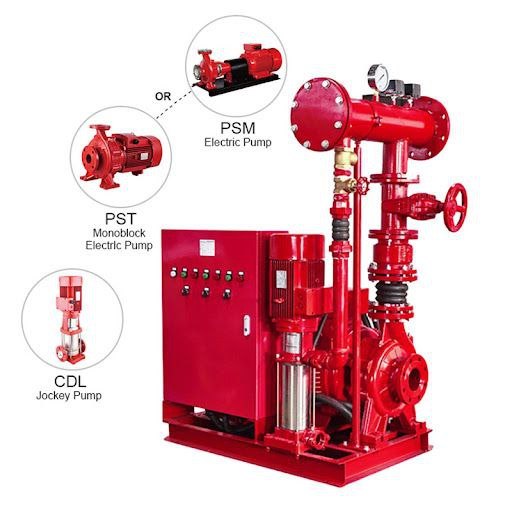 OR
PSM
Electric Pump
PST
Monoblock
Electric Pump
CDL
Jockey Pump